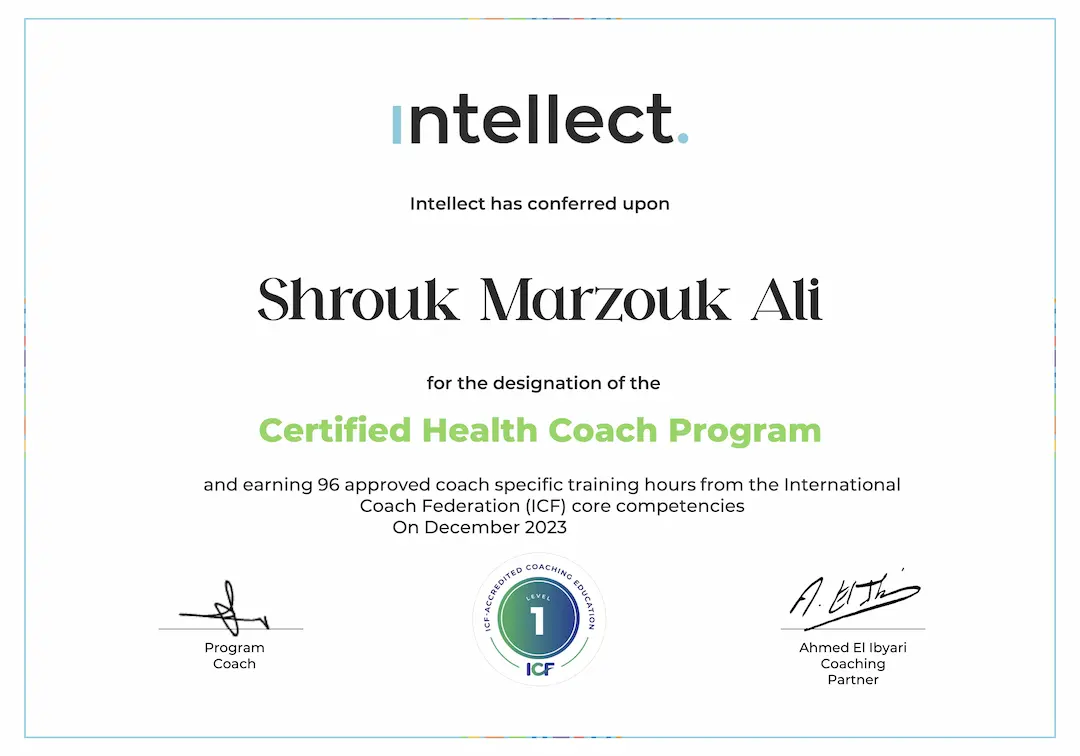 intellect.
Intellect has conferred upon
Shrouk Marzouk Ali
for the designation of the
Certified Health Coach Program
and earning 96 approved coach specific training hours from the International
Coach Federation (ICF) core competencies
On December 2023
ICF-ACCREDITED COACHING EDUCATION
LEVEL
1
ICF
A. El Ibi
Program
Coach
Ahmed El Ibyari
Coaching
Partner